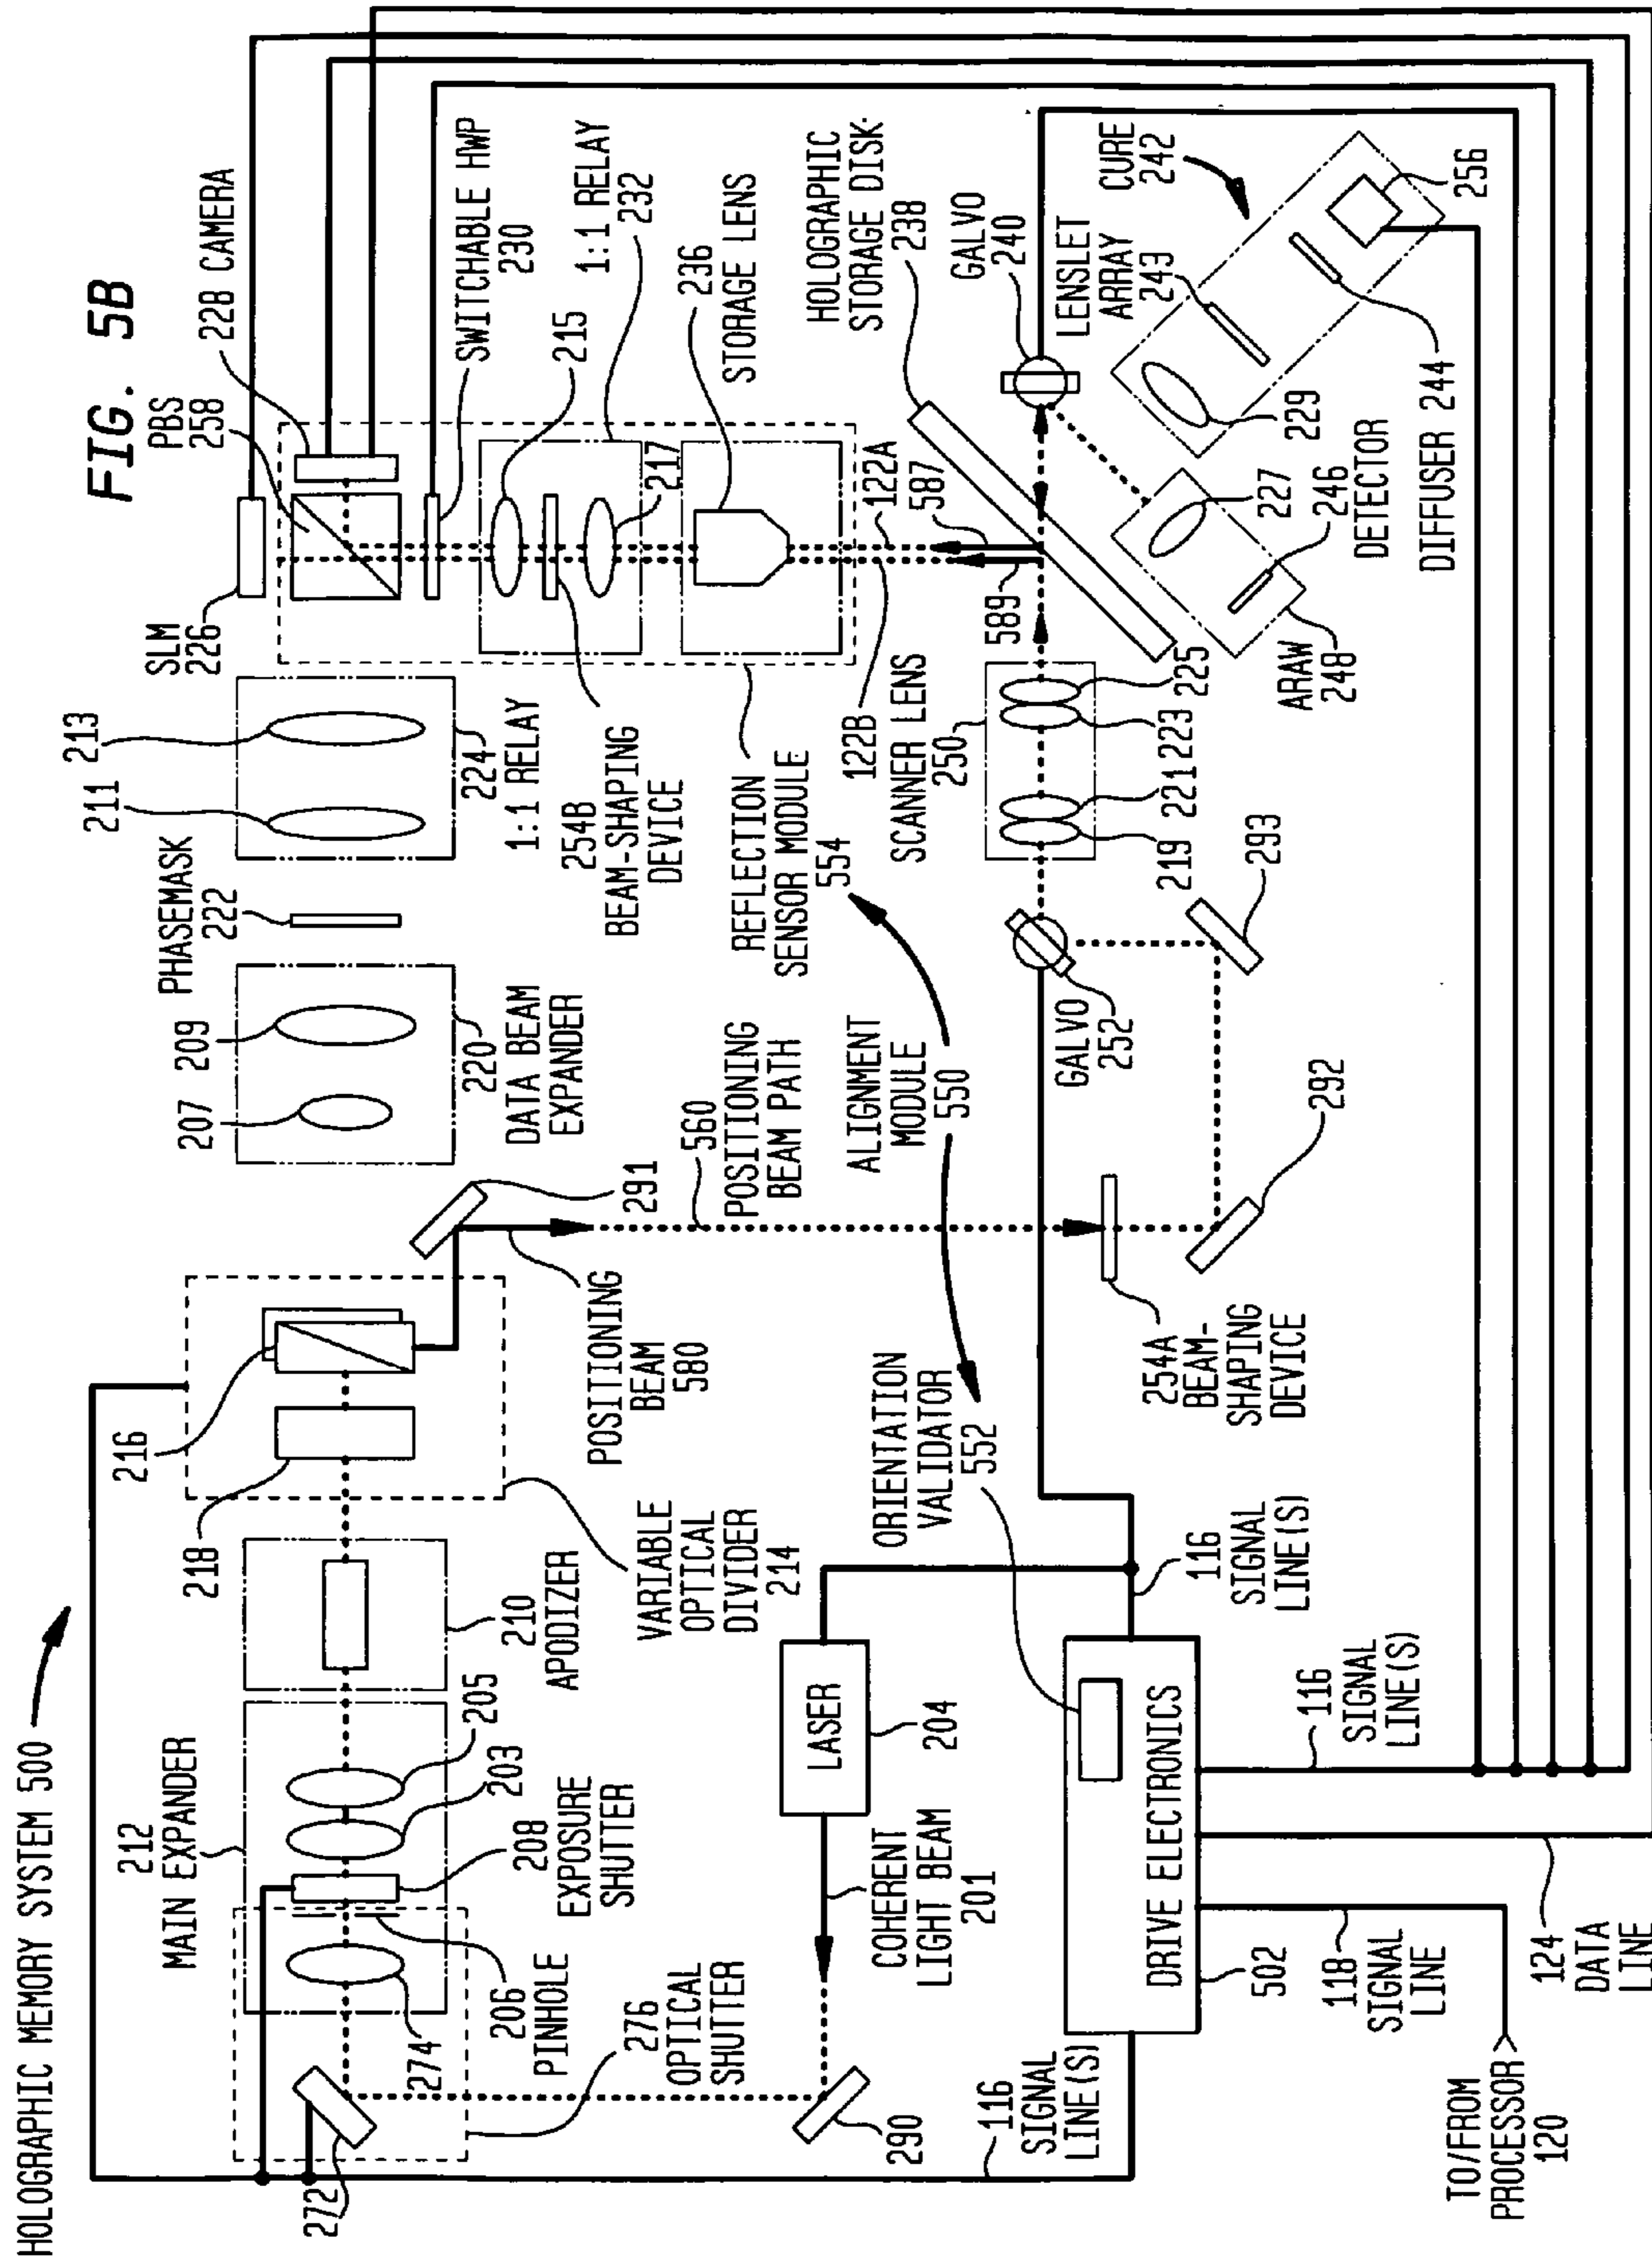 HOLOGRAPHIC MEMORY SYSTEM 500
FIG. 5B
212
MAIN EXPANDER
205
203
208
EXPOSURE
SHUTTER
274
206
PINHOLE
276
OPTICAL
SHUTTER
272
290
210
APODIZER
218
216
VARIABLE
OPTICAL
DIVIDER
214
POSITIONING
BEAM
580
291
560
POSITIONING
BEAM PATH
207
209
220
DATA BEAM
EXPANDER
PHASEMASK
222
211
213
224
1:1 RELAY
SLM
226
PBS
258
228 CAMERA
SWITCHABLE HWP
230
215
1:1 RELAY
232
217
254B
BEAM-SHAPING
DEVICE
236
STORAGE LENS
REFLECTION
SENSOR MODULE
554
122A
587
122B
589
HOLOGRAPHIC
STORAGE DISK
238
GALVO
240
LENSLET
ARRAY
243
CURE
242
256
229
227
246
DETECTOR
DIFFUSER 244
ARAW
248
SCANNER LENS
250
219
221
223
225
GALVO
252
293
292
ALIGNMENT
MODULE
550
ORIENTATION
VALIDATOR
552
254A
BEAM-
SHAPING
DEVICE
LASER
204
COHERENT
LIGHT BEAM
201
DRIVE ELECTRONICS
502
116
SIGNAL
LINE(S)
116
SIGNAL
LINE(S)
116
SIGNAL
LINE(S)
118
SIGNAL
LINE
124
DATA
LINE
TO/FROM
PROCESSOR
120